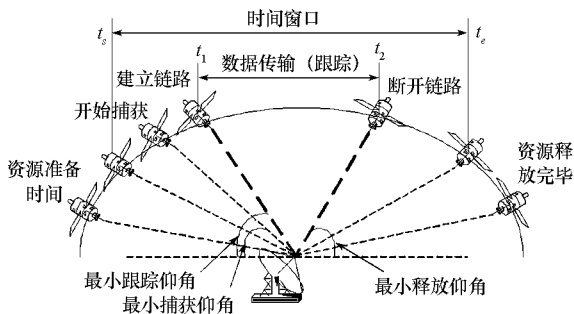 时间窗口
t_s
t_e
t_1
t_2
数据传输（跟踪）
建立链路
断开链路
开始捕获
资源准备
时间
资源释
放完毕
最小跟踪仰角
最小捕获仰角
最小释放仰角